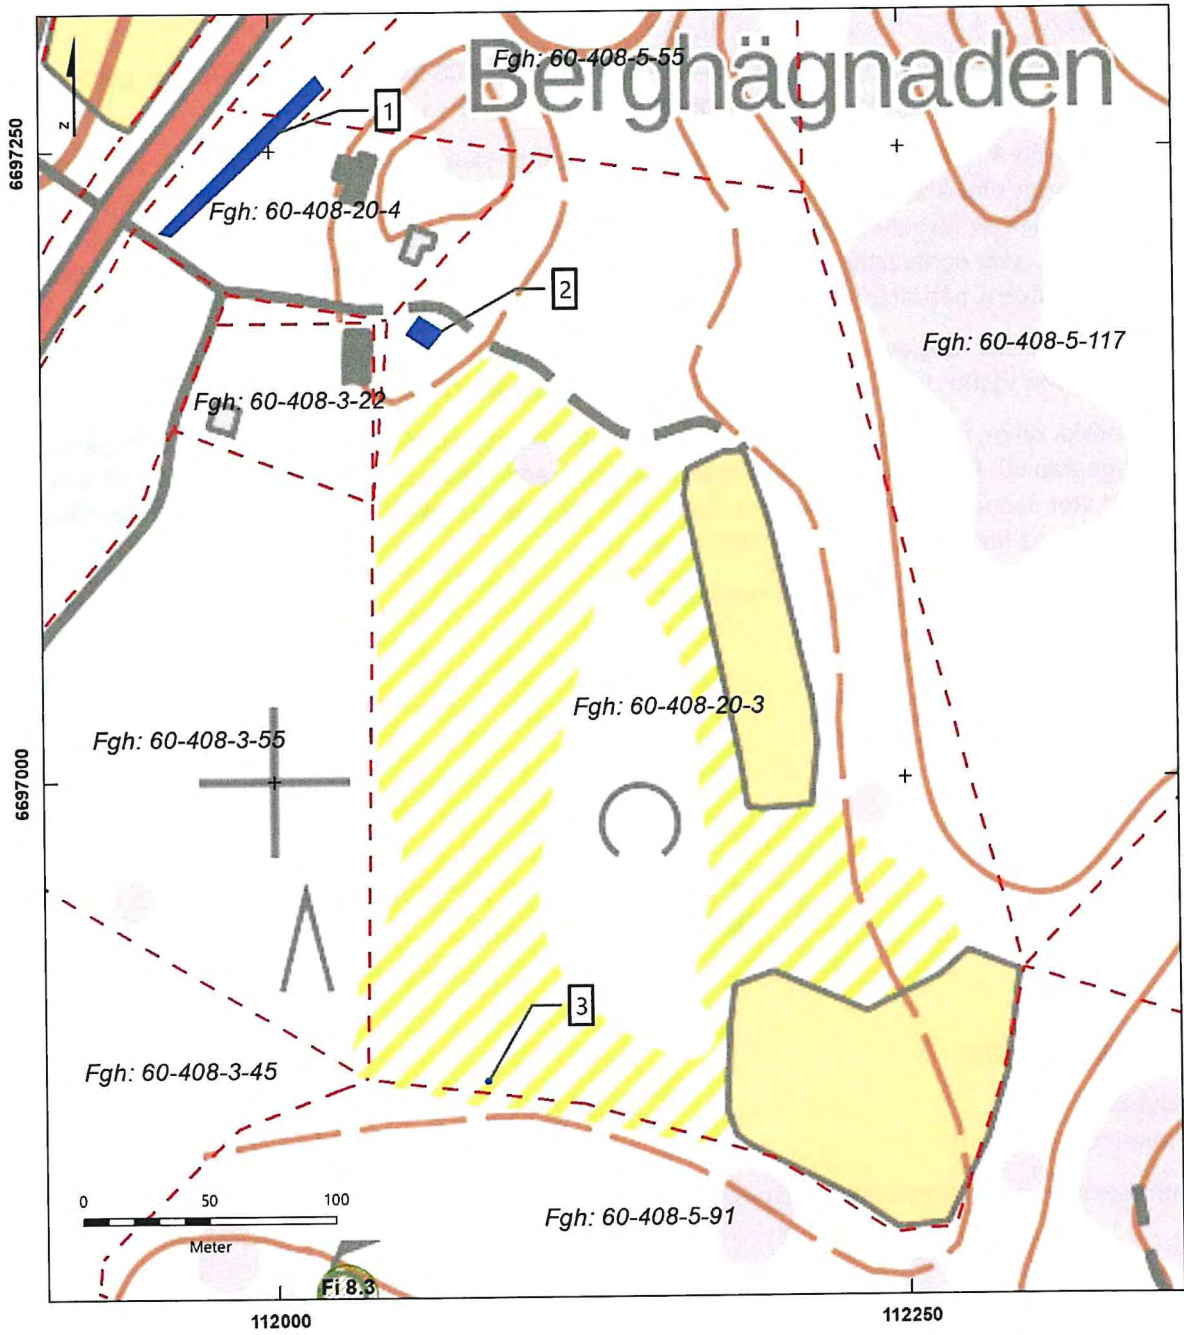 Fgh: 60-408-5-55
Berghägnaden
N
1
6697250
Fgh: 60-408-20-4
2
Fgh: 60-408-5-117
Fgh: 60-408-3-22
Fgh: 60-408-20-3
Fgh: 60-408-3-55
6697000
3
Fgh: 60-408-3-45
0 50 100
Meter
Fgh: 60-408-5-91
Fi 8.3
112000
112250